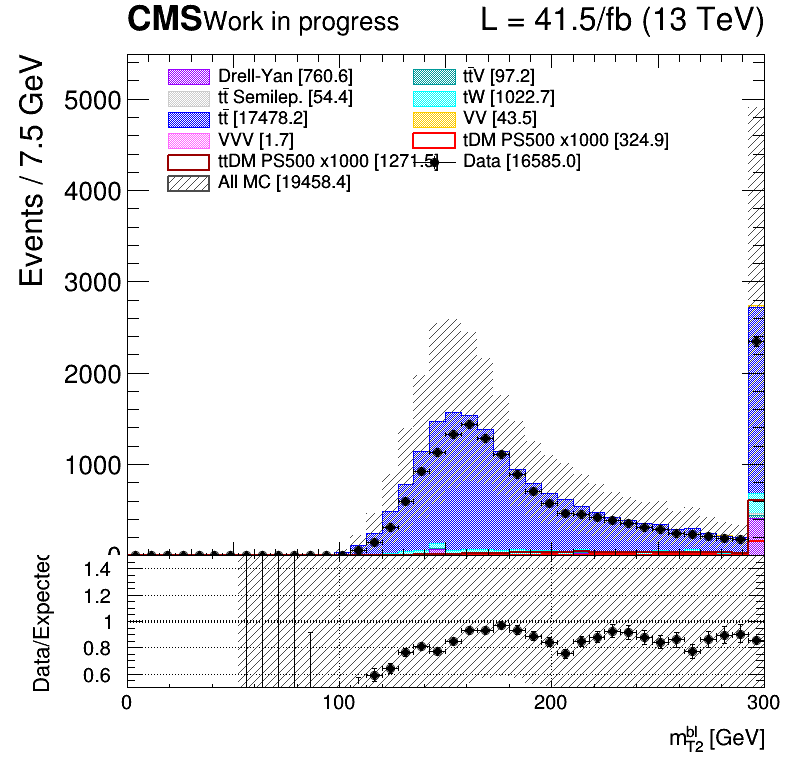 CMS Work in progress L = 41.5/fb (13 TeV)
Events / 7.5 GeV
Drell-Yan [760.6]
tt̄V [97.2]
tt̄ Semilep. [54.4]
tW [1022.7]
tt̄ [17478.2]
VV [43.5]
VVV [1.7]
tDM PS500 x1000 [324.9]
ttDM PS500 x1000 [1271.5]
Data [16585.0]
All MC [19458.4]
5000
4000
3000
2000
1000
0
Data/Expected
1.4
1.2
1
0.8
0.6
0 100 200 300
m_{T2}^{bl} [GeV]